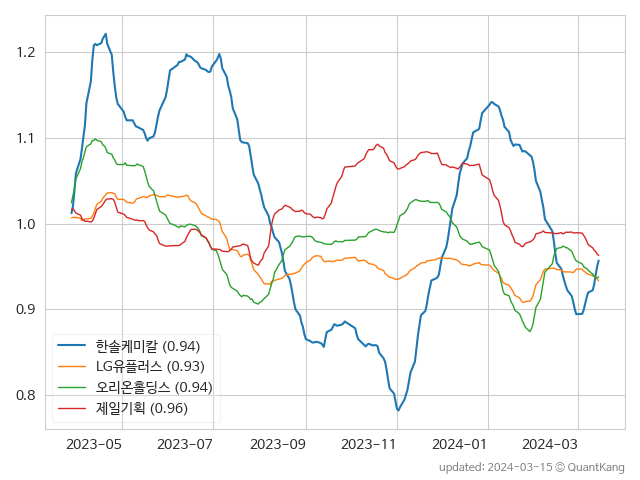 1.2
1.1
1.0
0.9
0.8
한솔케미칼 (0.94)
LG유플러스 (0.93)
오리온홀딩스 (0.94)
제일기획 (0.96)
2023-05 2023-07 2023-09 2023-11 2024-01 2024-03
updated: 2024-03-15 © QuantKang